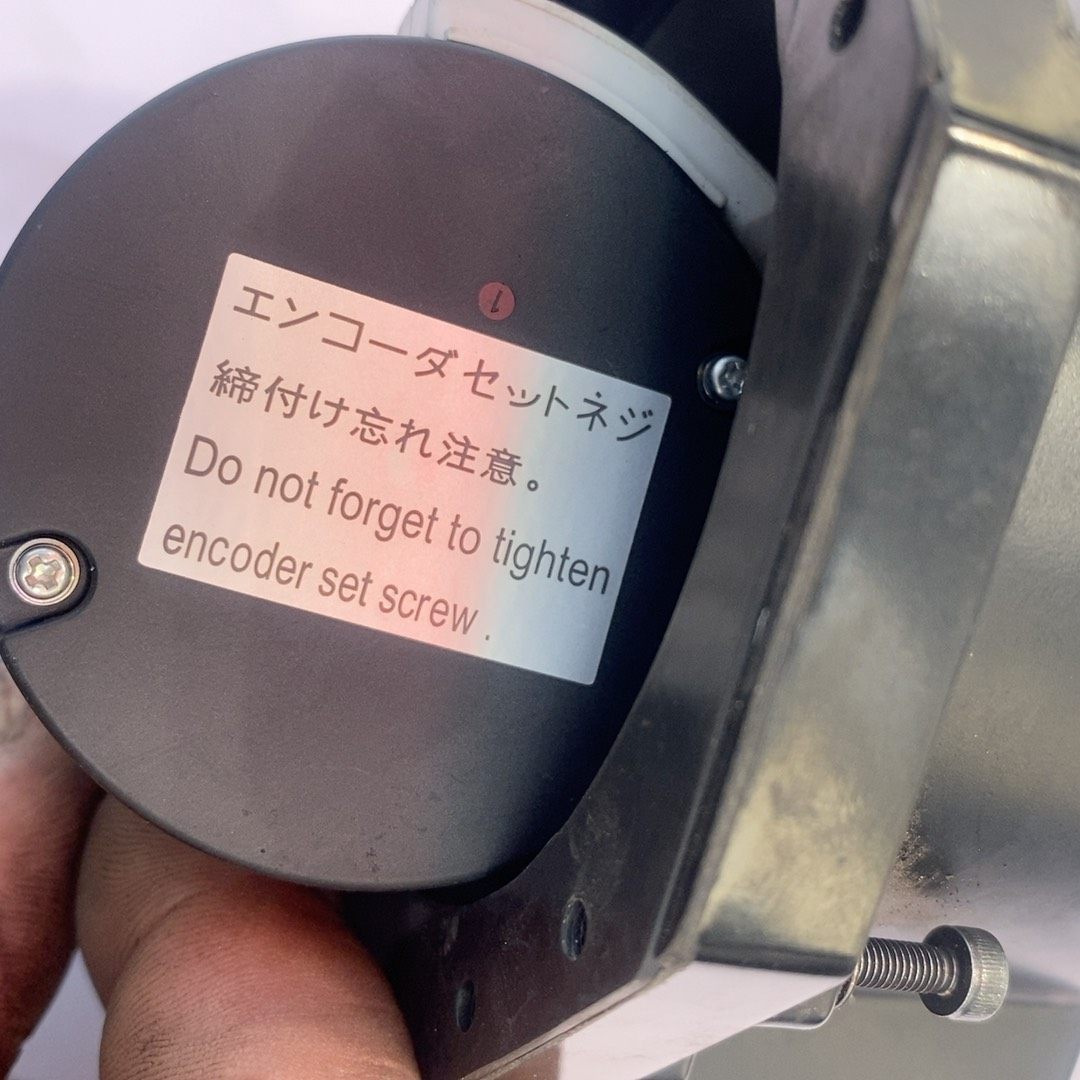 エンコーダセットネジ
締付け忘れ注意。
Do not forget to tighten
encoder set screw .
1